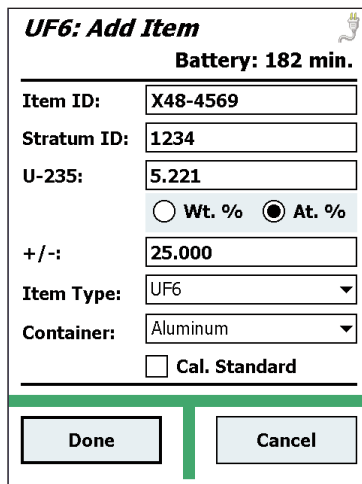 UF6: Add Item
Battery: 182 min.
Item ID: X48-4569
Stratum ID: 1234
U-235: 5.221
Wt. % At. %
+/-: 25.000
Item Type: UF6
Container: Aluminum
Cal. Standard
Done Cancel